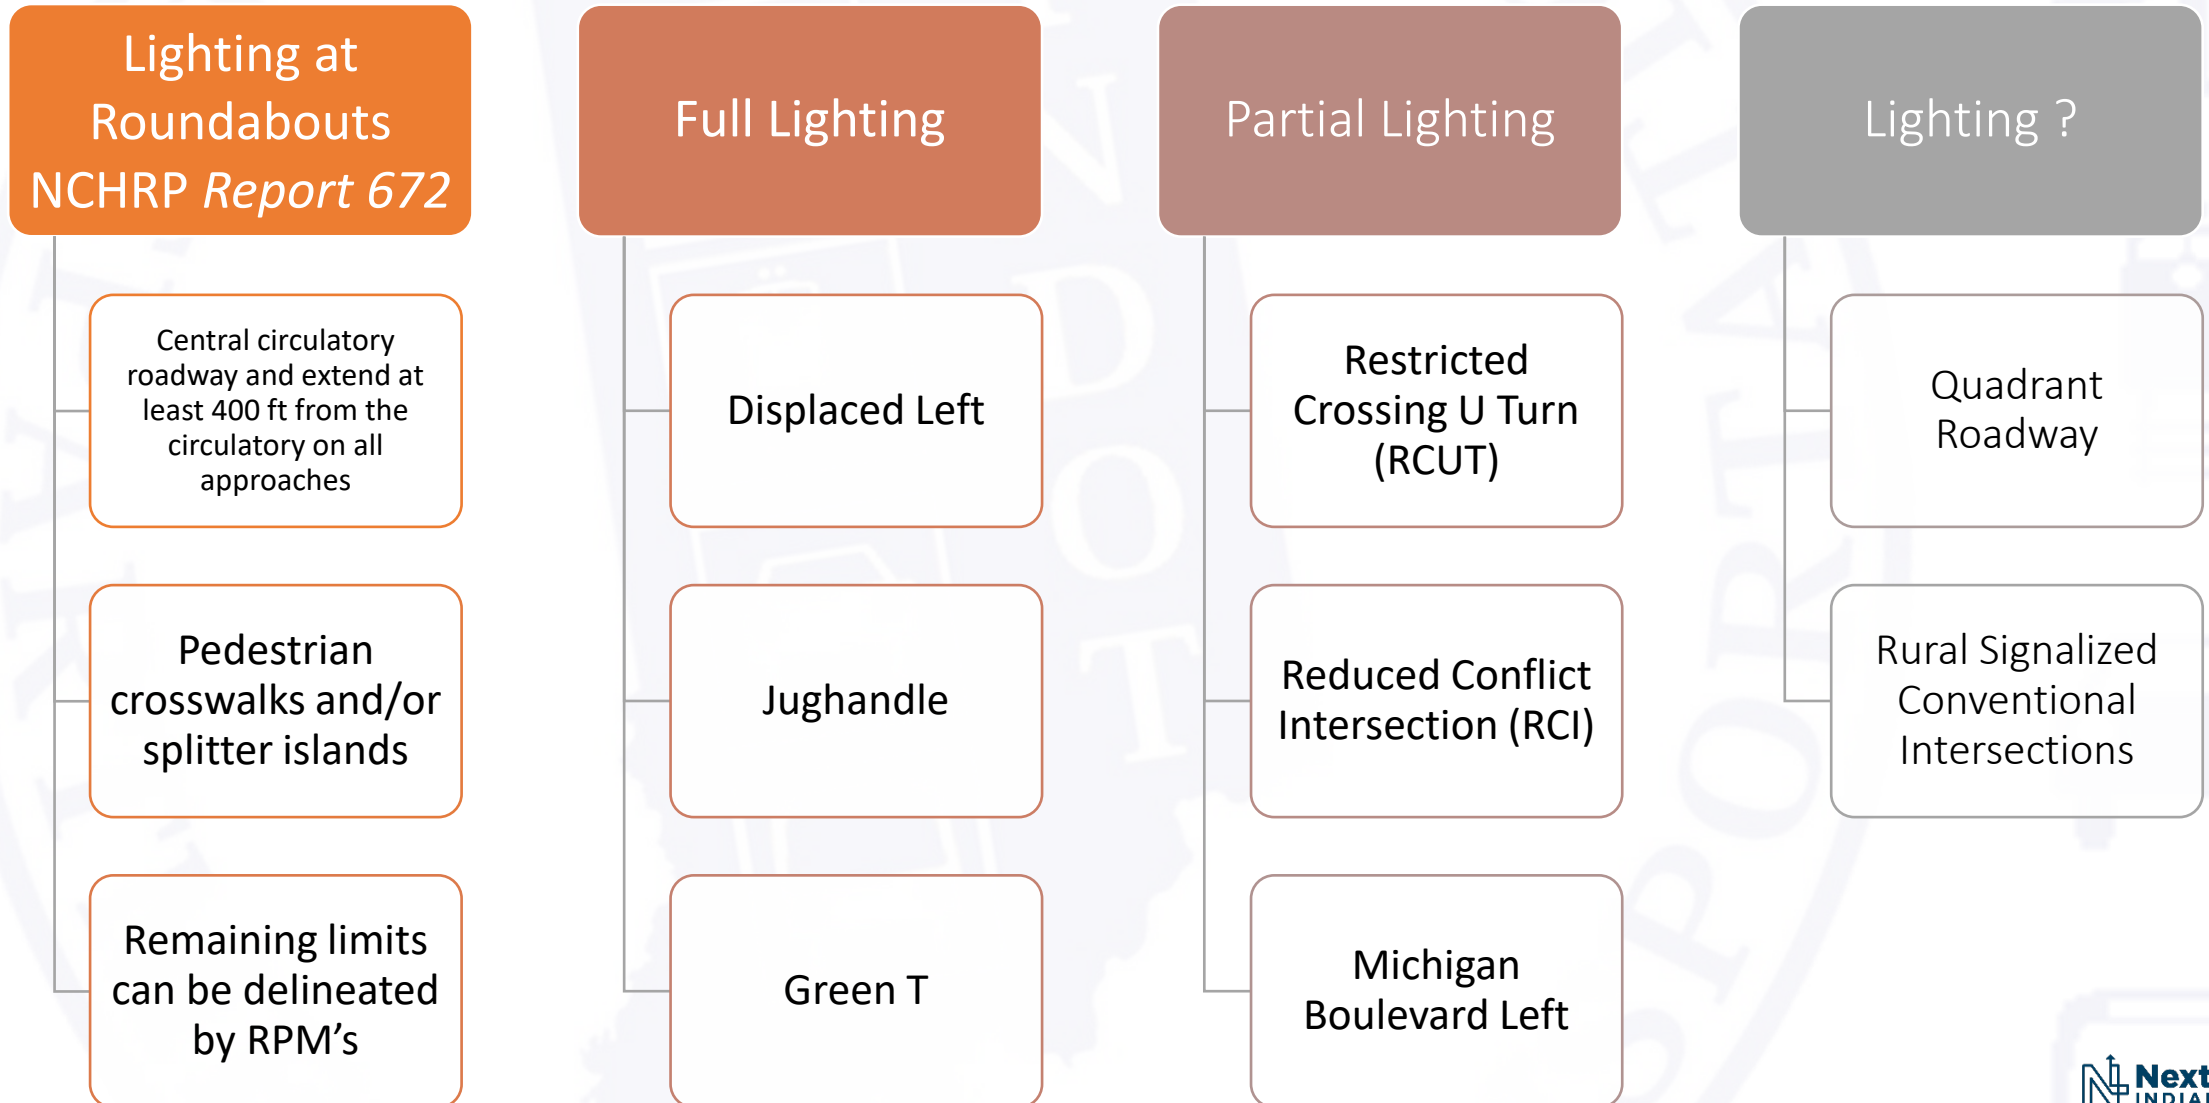 Lighting at
Roundabouts
NCHRP Report 672
Central circulatory
roadway and extend at
least 400 ft from the
circulatory on all
approaches
Pedestrian
crosswalks and/or
splitter islands
Remaining limits
can be delineated
by RPM’s
Full Lighting
Displaced Left
Jughandle
Green T
Partial Lighting
Restricted
Crossing U Turn
(RCUT)
Reduced Conflict
Intersection (RCI)
Michigan
Boulevard Left
Lighting ?
Quadrant
Roadway
Rural Signalized
Conventional
Intersections
Next